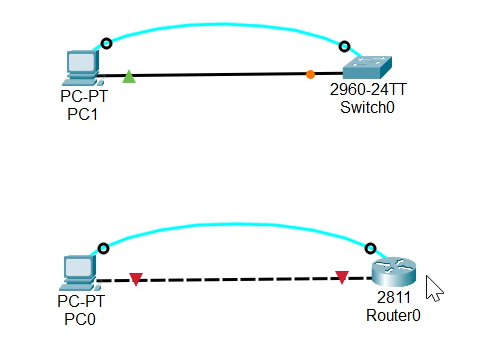 PC-PT
PC1
2960-24TT
Switch0
PC-PT
PC0
2811
Router0